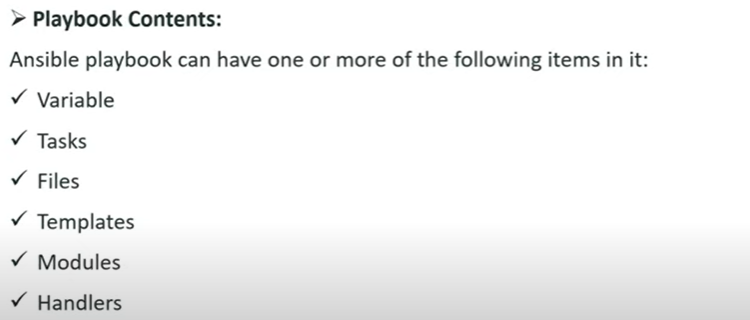 ➢ Playbook Contents:
Ansible playbook can have one or more of the following items in it:
✓ Variable
✓ Tasks
✓ Files
✓ Templates
✓ Modules
✓ Handlers